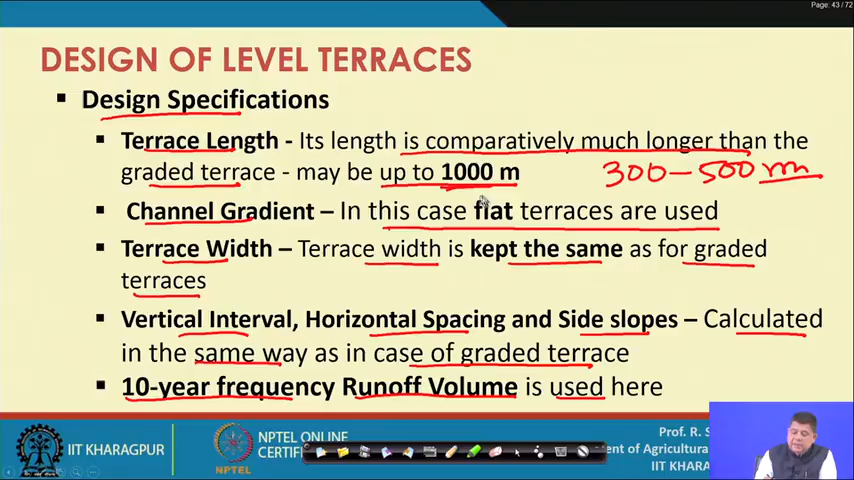 Page: 43 / 72
DESIGN OF LEVEL TERRACES
▪ Design Specifications
▪ Terrace Length - Its length is comparatively much longer than the
graded terrace - may be up to 1000 m 300-500 m
▪ Channel Gradient – In this case flat terraces are used
▪ Terrace Width – Terrace width is kept the same as for graded
terraces
▪ Vertical Interval, Horizontal Spacing and Side slopes – Calculated
in the same way as in case of graded terrace
▪ 10-year frequency Runoff Volume is used here
IIT KHARAGPUR
NPTEL ONLINE
CERTIF
NPTEL
Prof. R. S
ent of Agricultura
IIT KHARA